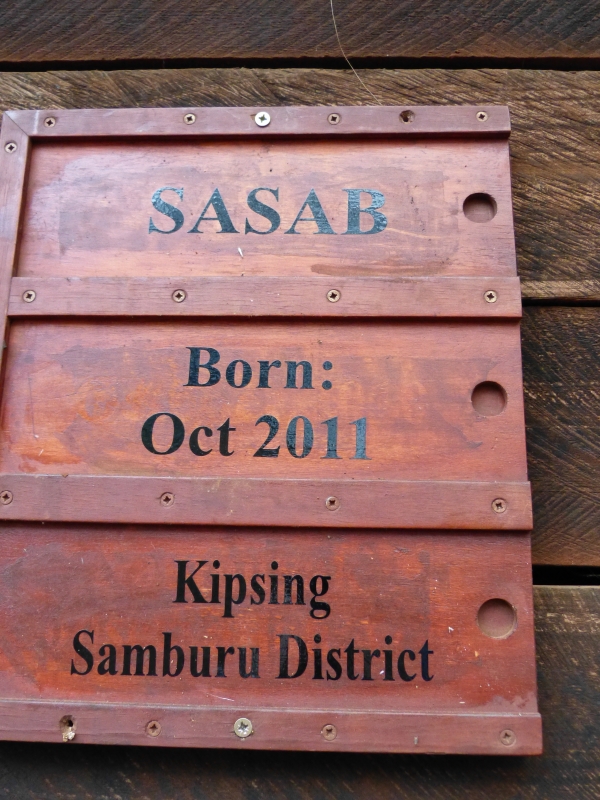 SASAB
Born:
Oct 2011
Kipsing
Samburu District